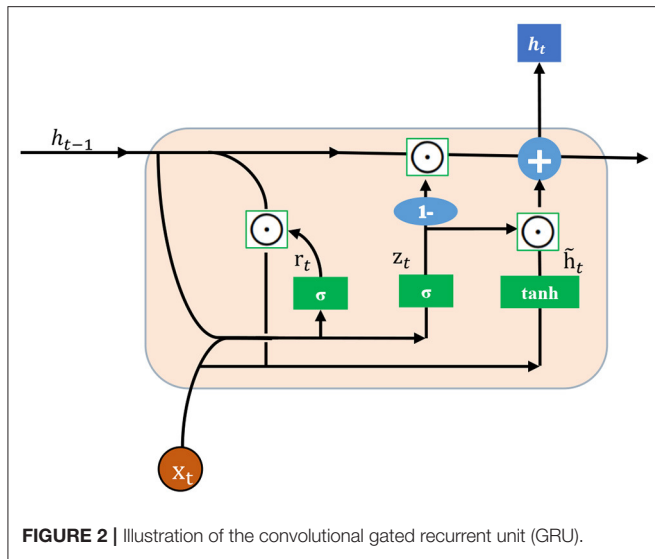 h_t
h_{t−1}
⊙
+
1-
⊙
⊙
r_t
z_t
h̃_t
σ
σ
tanh
x_t
FIGURE 2 | Illustration of the convolutional gated recurrent unit (GRU).